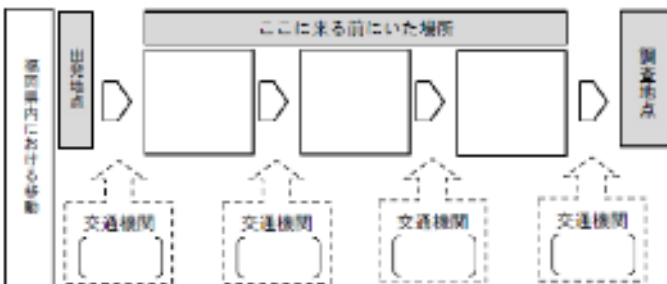 福岡県内における移動
出発地点
ここに来る前にいた場所
調査地点
交通機関
交通機関
交通機関
交通機関